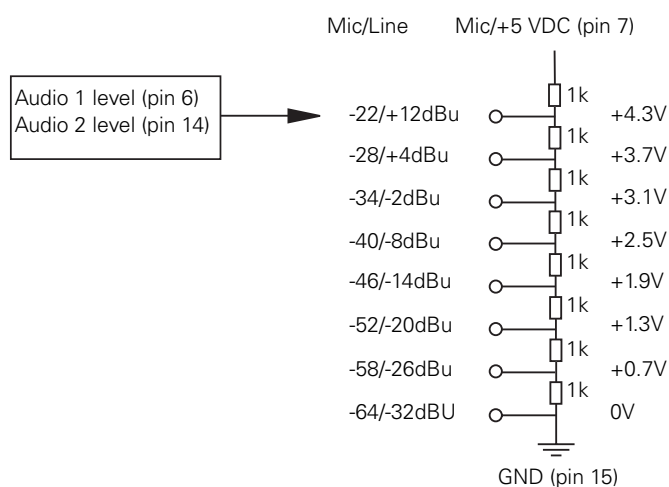 Mic/Line Mic/+5 VDC (pin 7)
Audio 1 level (pin 6)
Audio 2 level (pin 14)
1k
-22/+12dBu +4.3V
1k
-28/+4dBu +3.7V
1k
-34/-2dBu +3.1V
1k
-40/-8dBu +2.5V
1k
-46/-14dBu +1.9V
1k
-52/-20dBu +1.3V
1k
-58/-26dBu +0.7V
1k
-64/-32dBU 0V
GND (pin 15)